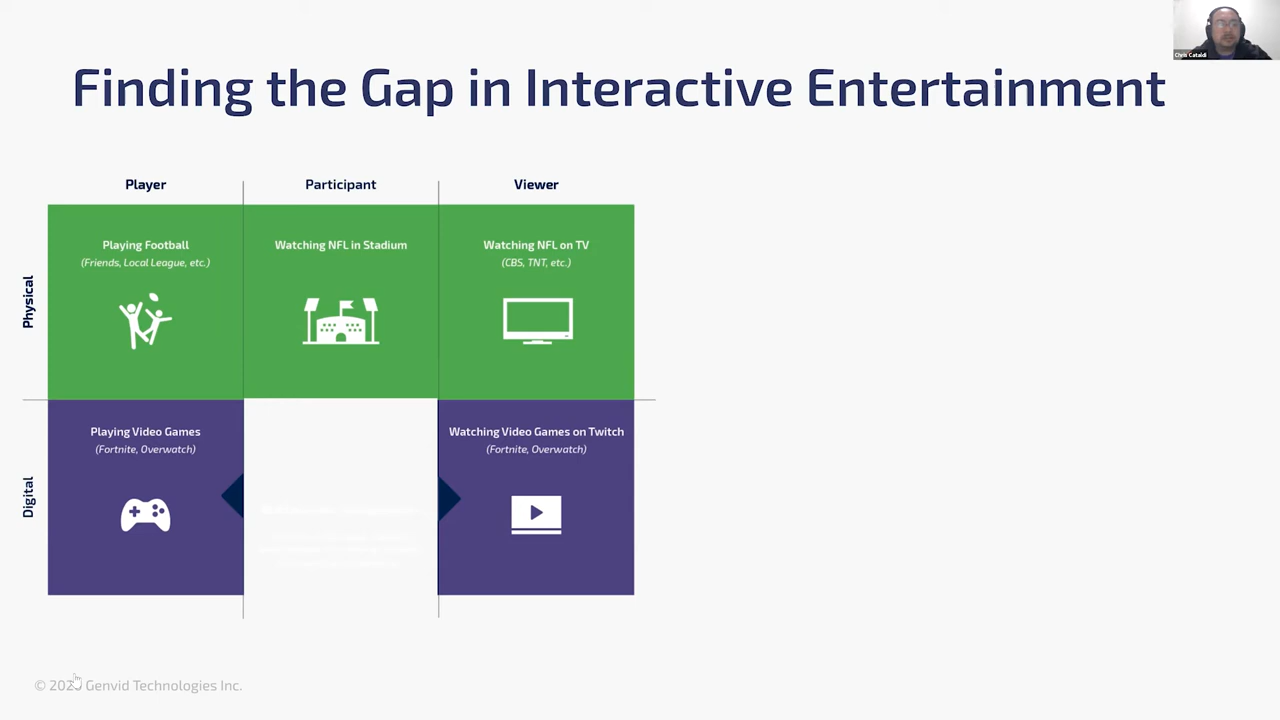 Chris Cataldi
Finding the Gap in Interactive Entertainment
Player
Participant
Viewer
Physical
Playing Football
(Friends, Local League, etc.)
Watching NFL in Stadium
Watching NFL on TV
(CBS, TNT, etc.)
Digital
Playing Video Games
(Fortnite, Overwatch)
Watching Video Games on Twitch
(Fortnite, Overwatch)
Genvid Technologies Inc.